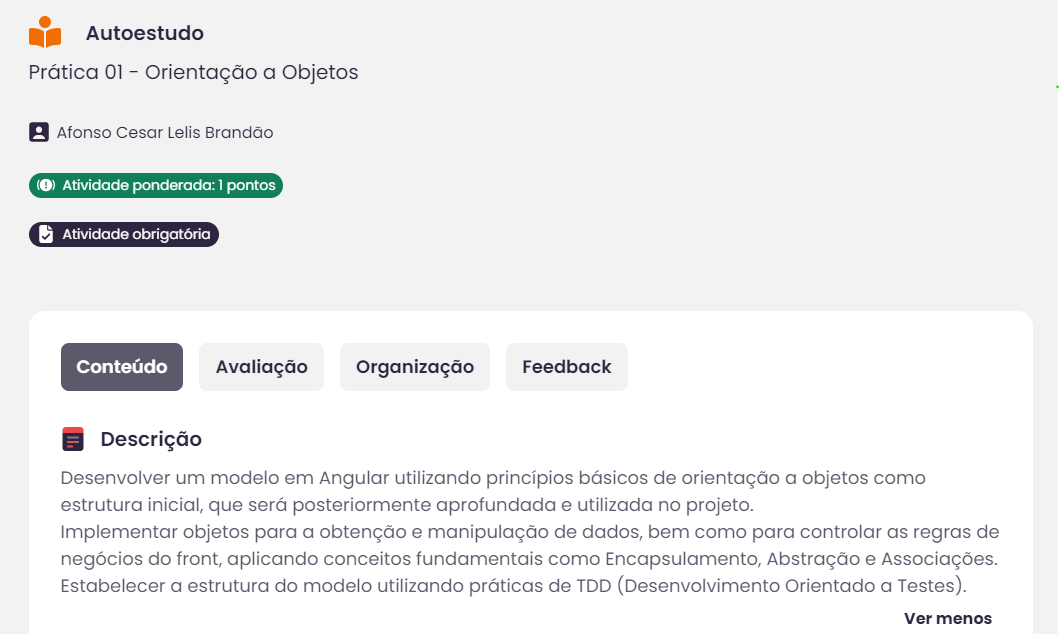 Autoestudo
Prática 01 - Orientação a Objetos
Afonso Cesar Lelis Brandão
Atividade ponderada: 1 pontos
Atividade obrigatória
Conteúdo Avaliação Organização Feedback
Descrição
Desenvolver um modelo em Angular utilizando princípios básicos de orientação a objetos como
estrutura inicial, que será posteriormente aprofundada e utilizada no projeto.
Implementar objetos para a obtenção e manipulação de dados, bem como para controlar as regras de
negócios do front, aplicando conceitos fundamentais como Encapsulamento, Abstração e Associações.
Estabelecer a estrutura do modelo utilizando práticas de TDD (Desenvolvimento Orientado a Testes).
Ver menos